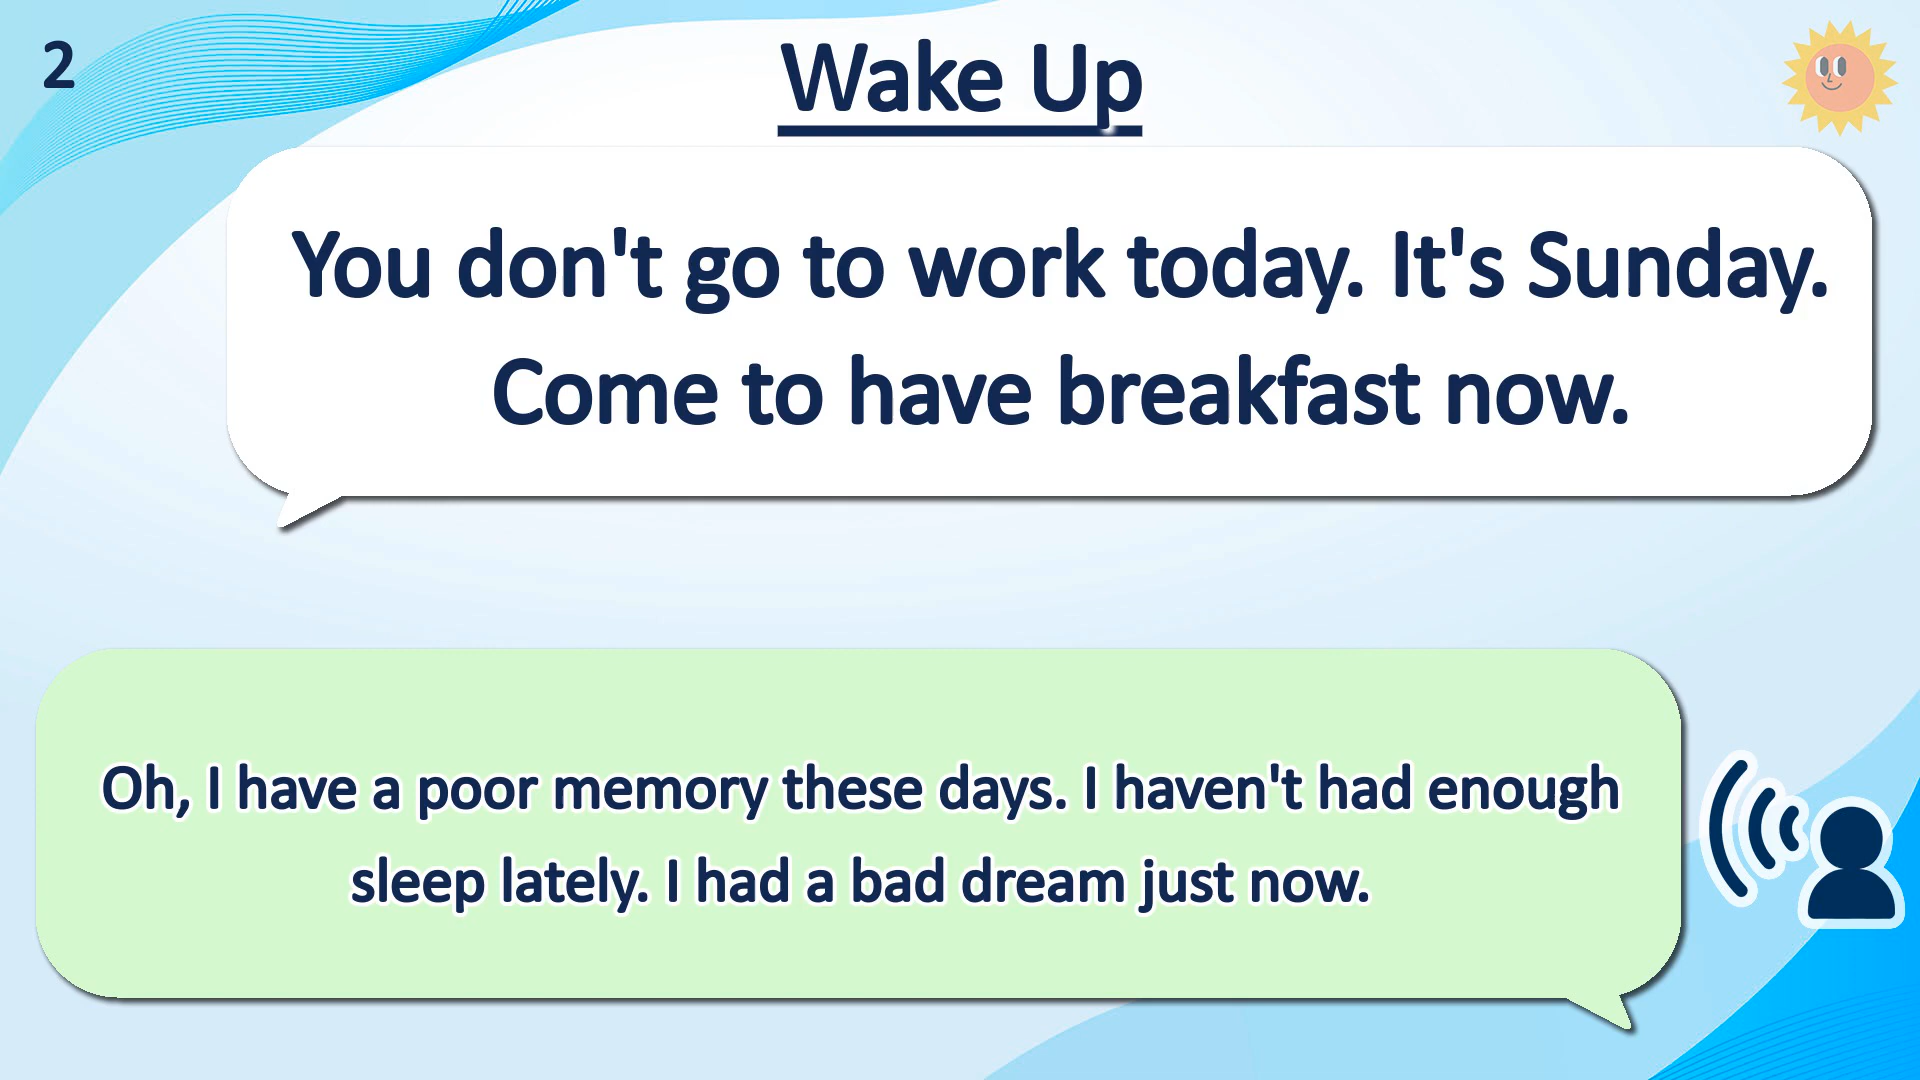 2
Wake Up
You don't go to work today. It's Sunday.
Come to have breakfast now.
Oh, I have a poor memory these days. I haven't had enough
sleep lately. I had a bad dream just now.